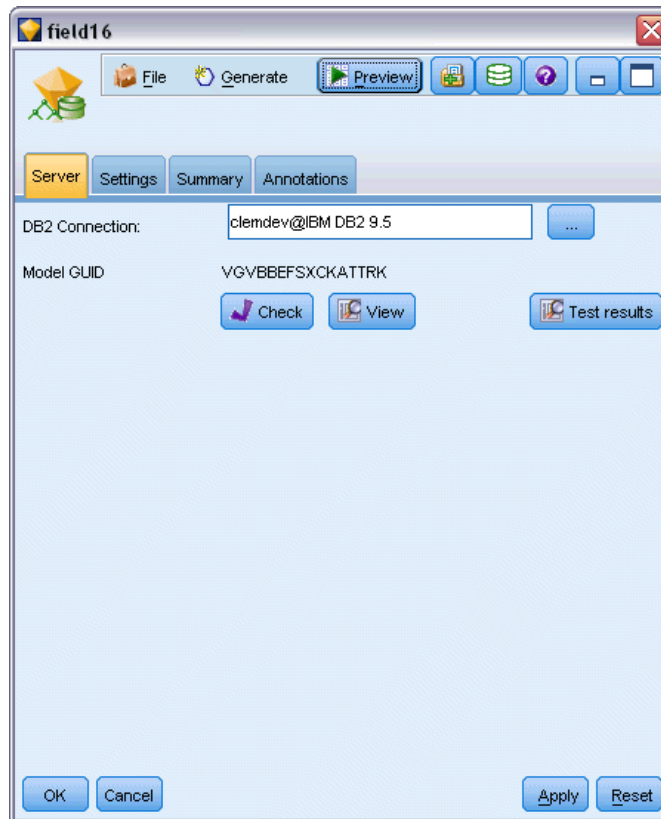 field16
File Generate Preview
Server Settings Summary Annotations
DB2 Connection: clemdev@IBM DB2 9.5 ...
Model GUID VGVBBEFSXCKATTRK
Check View Test results
OK Cancel Apply Reset